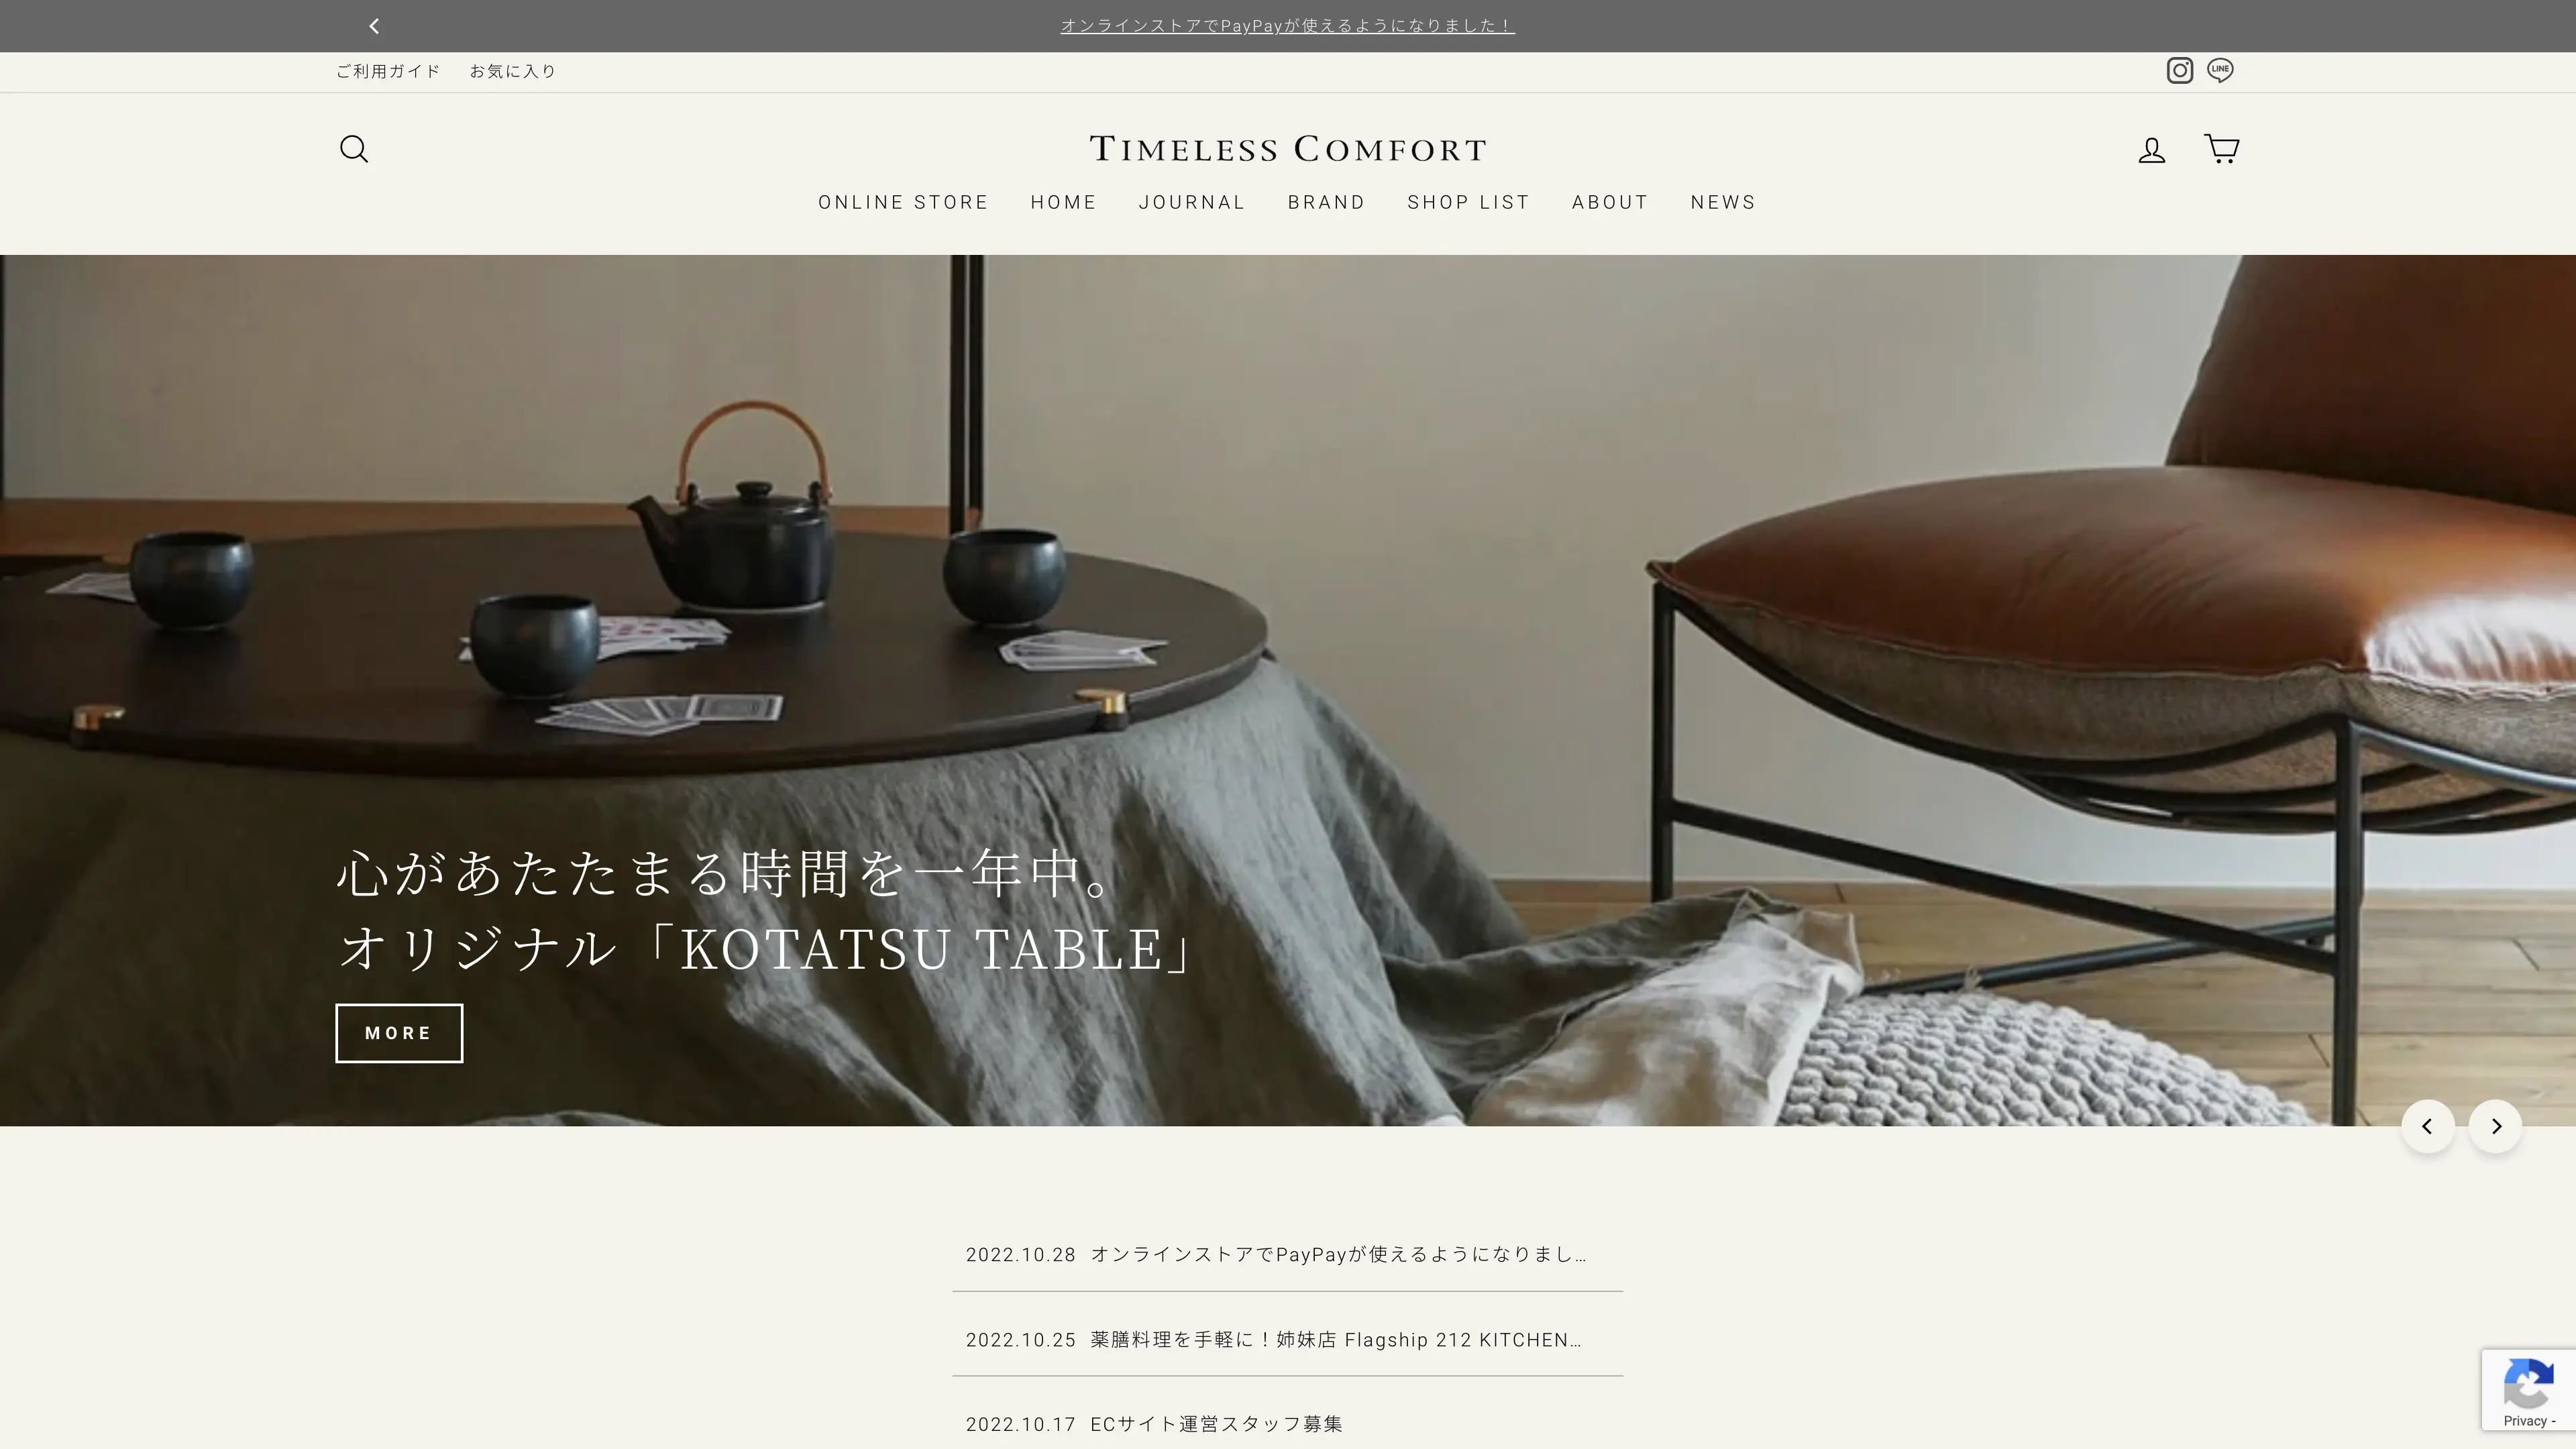 オンラインストアでPayPayが使えるようになりました！
ご利用ガイド お気に入り
LINE
TIMELESS COMFORT
ONLINE STORE HOME JOURNAL BRAND SHOP LIST ABOUT NEWS
心があたたまる時間を一年中。
オリジナル「KOTATSU TABLE」
MORE
2022.10.28 オンラインストアでPayPayが使えるようになりまし…
2022.10.25 薬膳料理を手軽に！姉妹店 Flagship 212 KITCHEN…
2022.10.17 ECサイト運営スタッフ募集
Privacy -